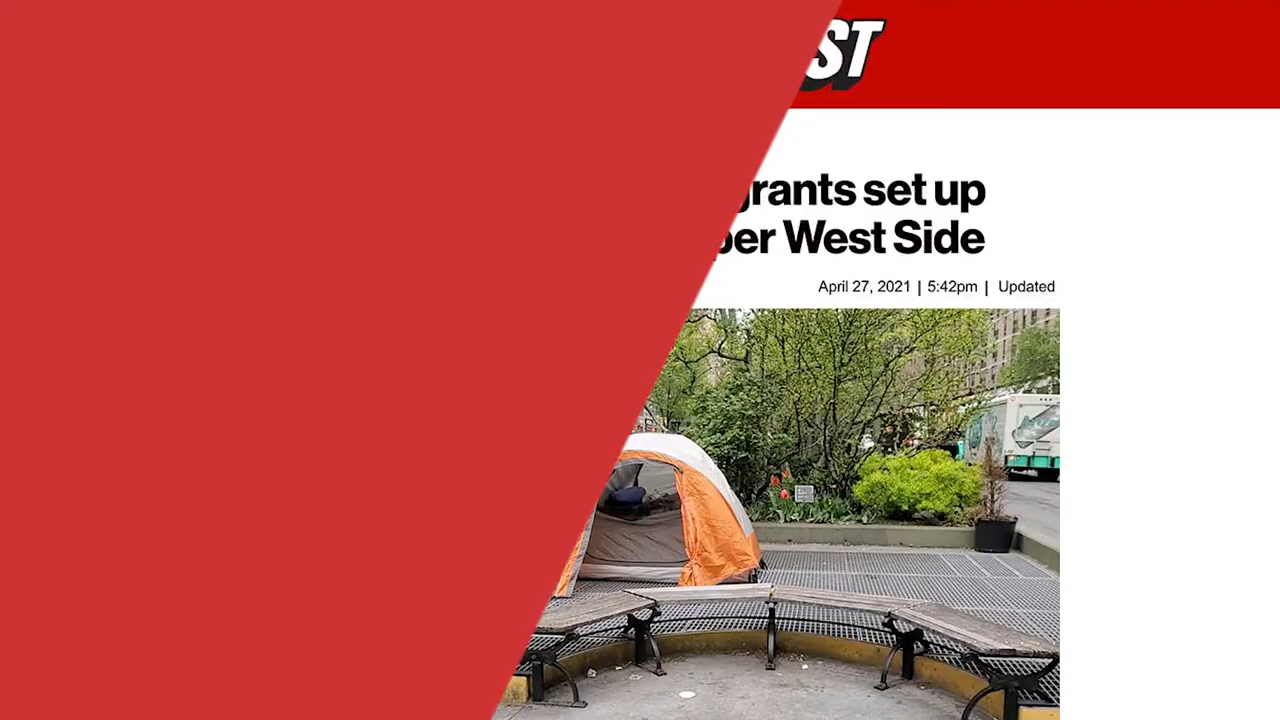 ST
grants set up
per West Side
April 27, 2021 | 5:42pm | Updated